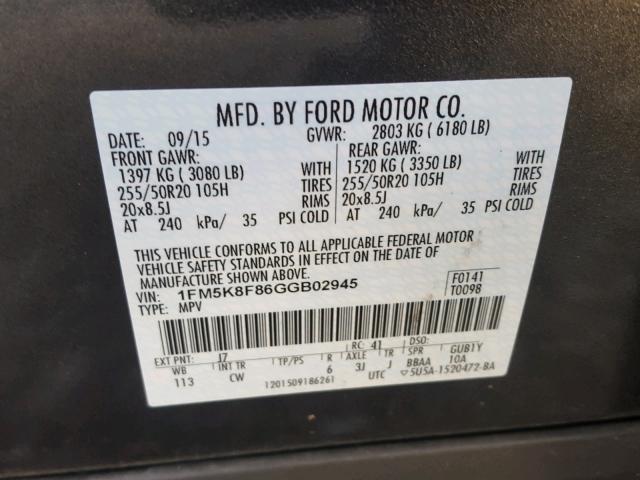 MFD. BY FORD MOTOR CO.
DATE: 09/15 GVWR: 2803 KG ( 6180 LB)
FRONT GAWR: REAR GAWR:
1397 KG ( 3080 LB) WITH 1520 KG ( 3350 LB) WITH
255/50R20 105H TIRES 255/50R20 105H TIRES
20x8.5J RIMS 20x8.5J RIMS
AT 240 kPa/ 35 PSI COLD AT 240 kPa/ 35 PSI COLD
THIS VEHICLE CONFORMS TO ALL APPLICABLE FEDERAL MOTOR
VEHICLE SAFETY STANDARDS IN EFFECT ON THE DATE OF
MANUFACTURE SHOWN ABOVE.
VIN: 1FM5K8F86GGB02945 F0141
TYPE: MPV T0098
EXT PNT: J7 RC: 41 DSO:
WB INT TR TP/PS R AXLE TR SPR GUB1Y
113 CW 6 3J J BBAA 10A
1201509186261 UTC ▽5U5A-1520472-BA